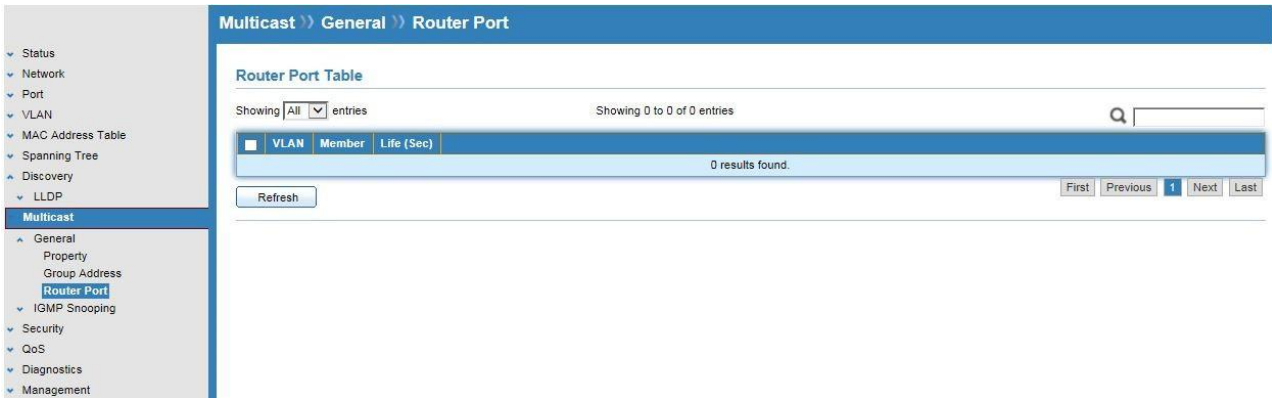 Multicast >> General >> Router Port
Status
Network
Port
VLAN
MAC Address Table
Spanning Tree
Discovery
LLDP
Multicast
General
Property
Group Address
Router Port
IGMP Snooping
Security
QoS
Diagnostics
Management
Router Port Table
Showing All entries Showing 0 to 0 of 0 entries
VLAN Member Life (Sec)
0 results found.
Refresh First Previous 1 Next Last